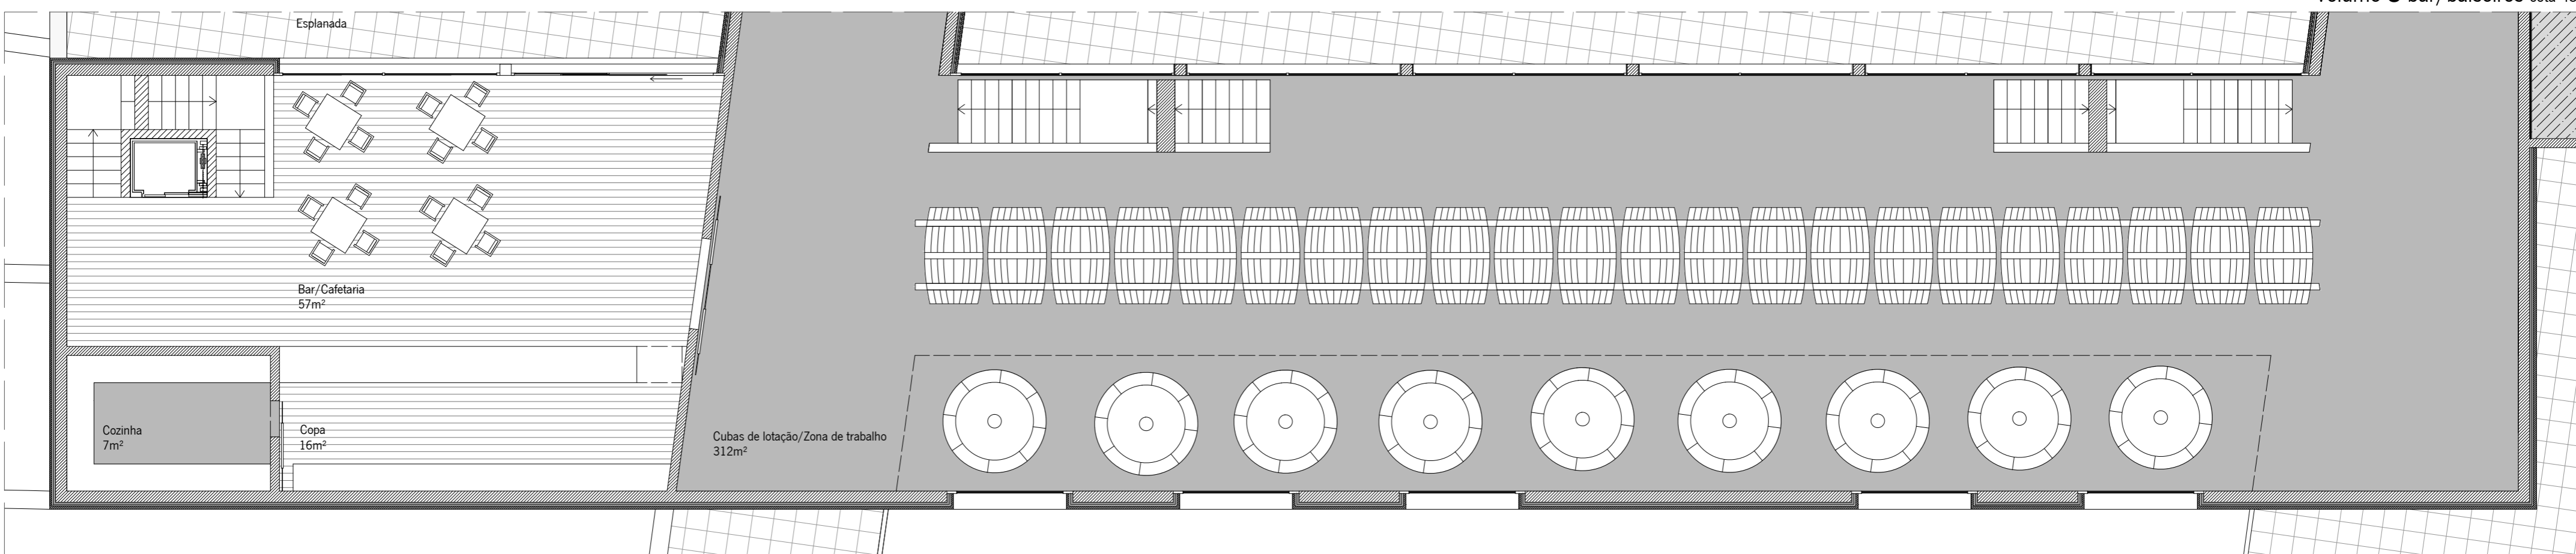 Esplanada
Bar/Cafetaria
57m²
Cozinha
7m²
Copa
16m²
Cubas de lotação/Zona de trabalho
312m²